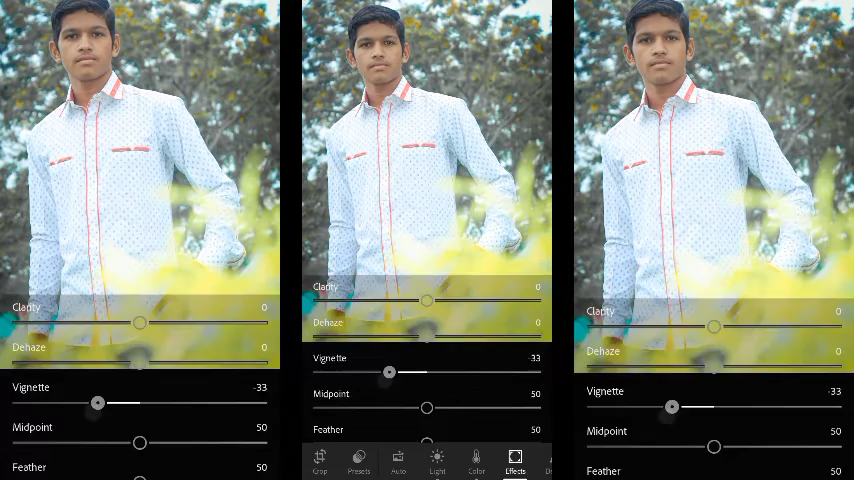 Clarity 0
Dehaze 0
Vignette -33
Midpoint 50
Feather 50
Clarity 0
Dehaze 0
Vignette -33
Midpoint 50
Feather 50
Crop Presets Auto Light Color Effects
Clarity 0
Dehaze 0
Vignette -33
Midpoint 50
Feather 50